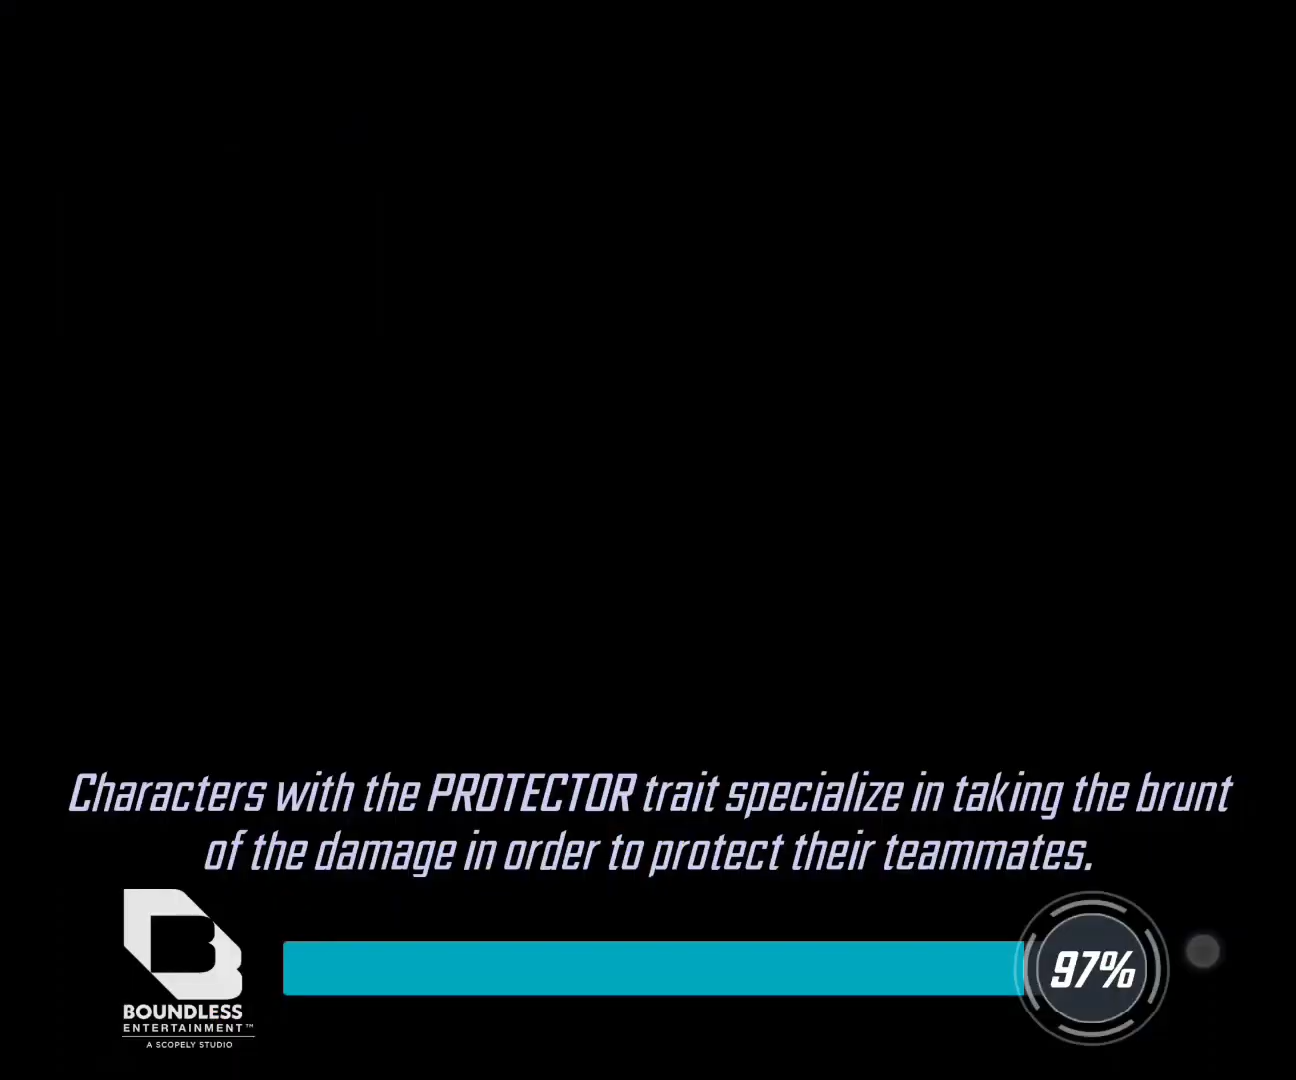 Characters with the PROTECTOR trait specialize in taking the brunt
of the damage in order to protect their teammates.
97%
B
BOUNDLESS
ENTERTAINMENT™
A SCOPELY STUDIO